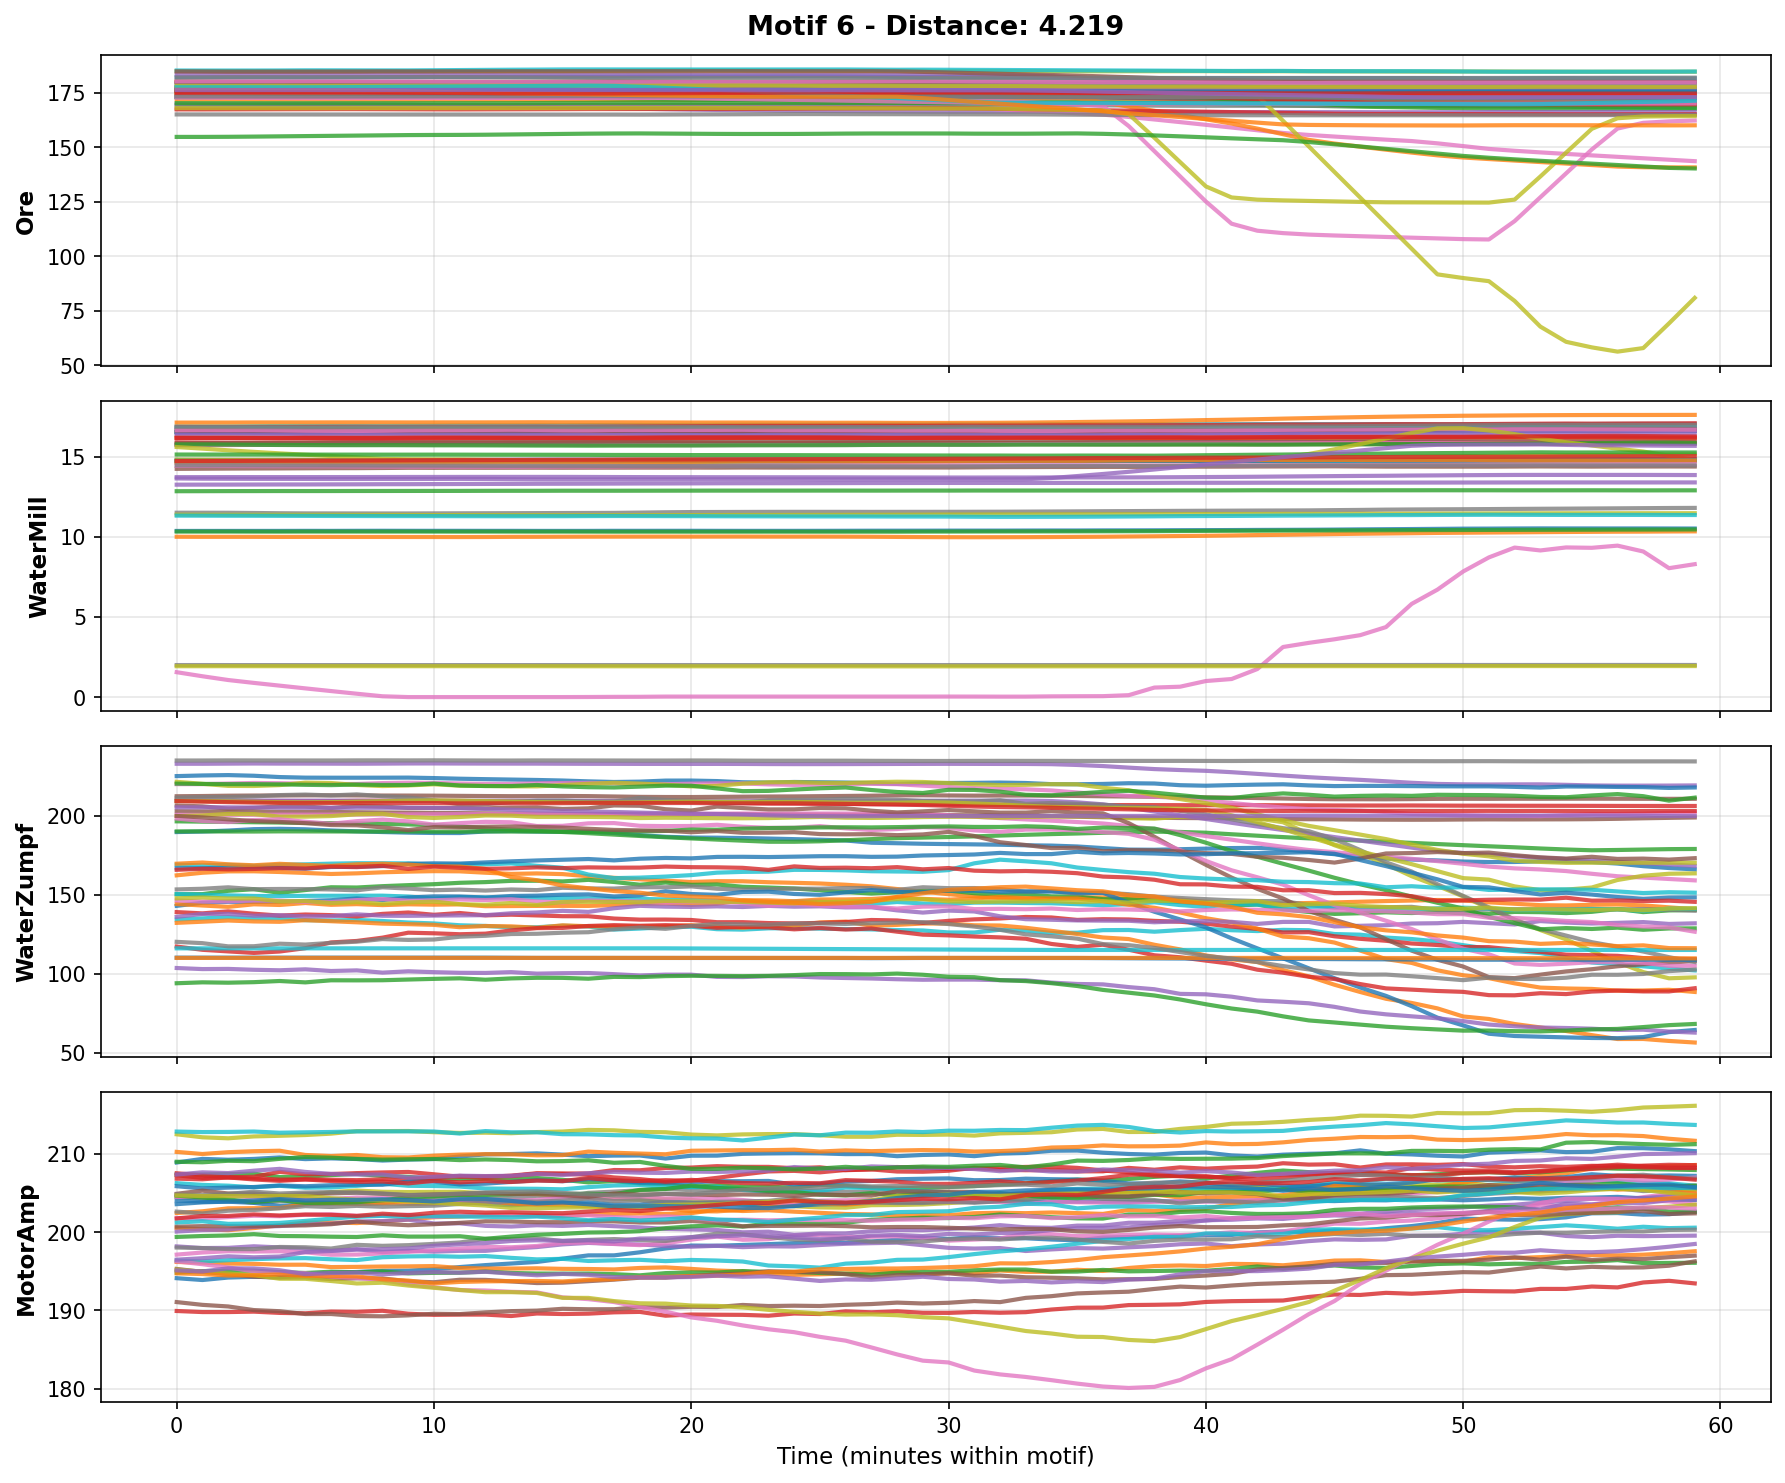 Motif 6 - Distance: 4.219
175
150
125
100
75
50
Ore
15
10
5
0
WaterMill
200
150
100
50
WaterZumpf
210
200
190
180
MotorAmp
0 10 20 30 40 50 60
Time (minutes within motif)